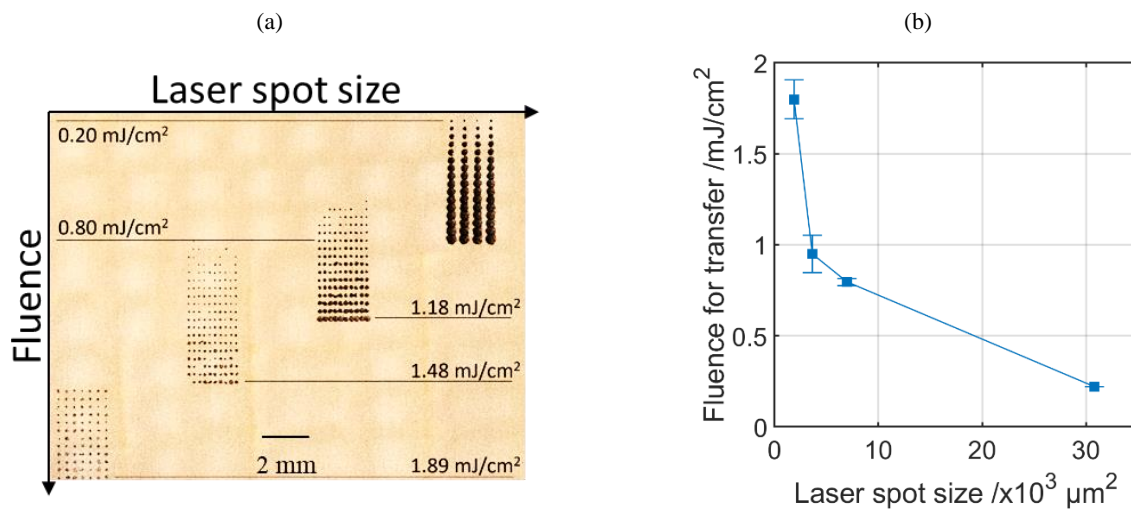 (a)
Laser spot size
Fluence
0.20 mJ/cm²
0.80 mJ/cm²
1.18 mJ/cm²
1.48 mJ/cm²
2 mm
1.89 mJ/cm²
(b)
Fluence for transfer /mJ/cm²
2
1.5
1
0.5
0
0
10
20
30
Laser spot size /x10³ µm²